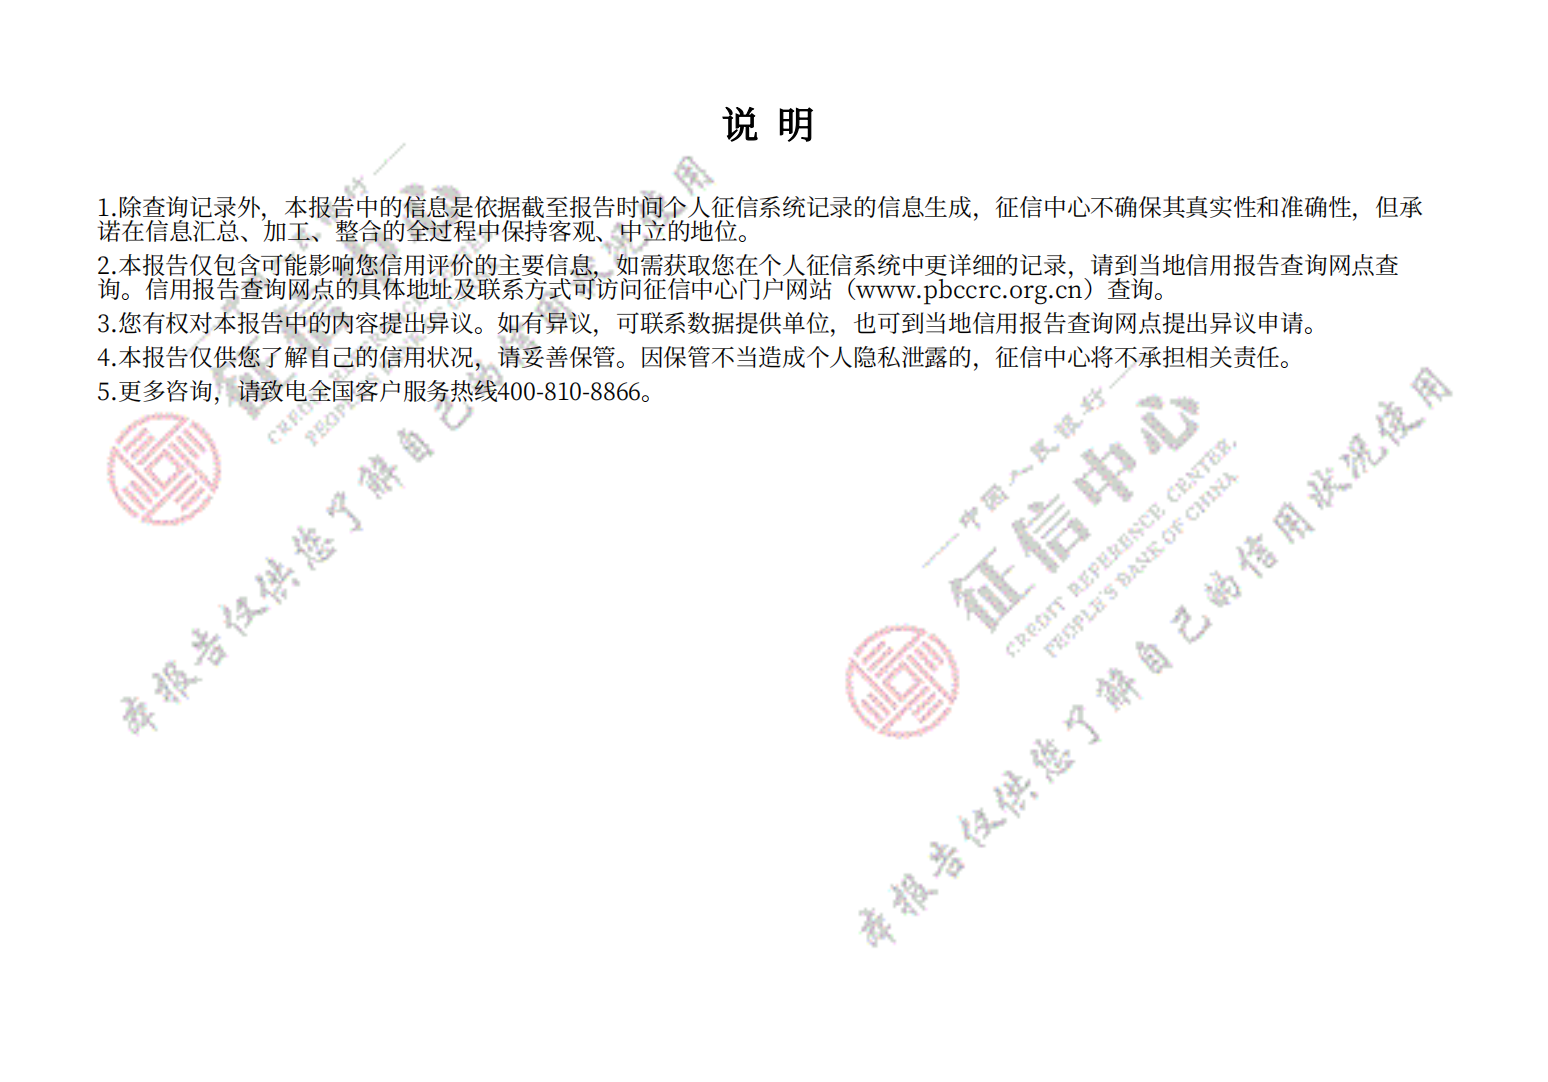 说 明
1.除查询记录外，本报告中的信息是依据截至报告时间个人征信系统记录的信息生成，征信中心不确保其真实性和准确性，但承
诺在信息汇总、加工、整合的全过程中保持客观、中立的地位。
2.本报告仅包含可能影响您信用评价的主要信息，如需获取您在个人征信系统中更详细的记录，请到当地信用报告查询网点查
询。信用报告查询网点的具体地址及联系方式可访问征信中心门户网站（www.pbccrc.org.cn）查询。
3.您有权对本报告中的内容提出异议。如有异议，可联系数据提供单位，也可到当地信用报告查询网点提出异议申请。
4.本报告仅供您了解自己的信用状况，请妥善保管。因保管不当造成个人隐私泄露的，征信中心将不承担相关责任。
5.更多咨询，请致电全国客户服务热线400-810-8866。
中国人民银行
征信中心
CREDIT REFERENCE CENTER,
PEOPLE'S BANK OF CHINA
本报告仅供您了解自己的信用状况使用
中国人民银行
征信中心
CREDIT REFERENCE CENTER,
PEOPLE'S BANK OF CHINA
本报告仅供您了解自己的信用状况使用